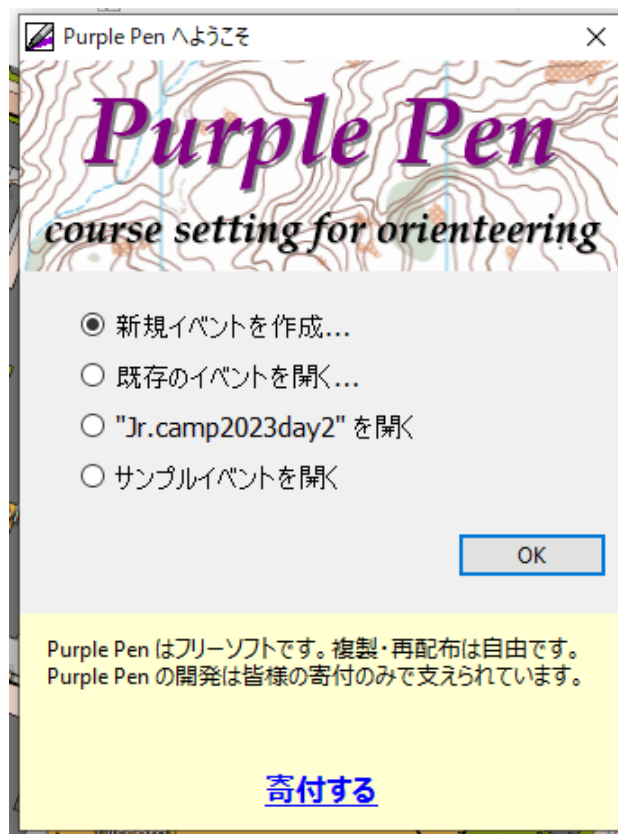 Purple Pen へようこそ
Purple Pen
course setting for orienteering
新規イベントを作成...
既存のイベントを開く...
"Jr.camp2023day2" を開く
サンプルイベントを開く
OK
Purple Pen はフリーソフトです。複製・再配布は自由です。
Purple Pen の開発は皆様の寄付のみで支えられています。
寄付する